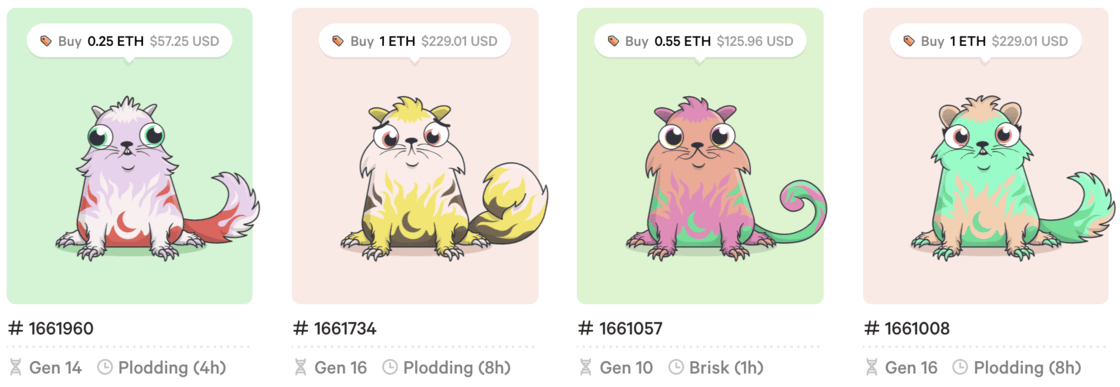 Buy 0.25 ETH $57.25 USD
Buy 1 ETH $229.01 USD
Buy 0.55 ETH $125.96 USD
Buy 1 ETH $229.01 USD
# 1661960
# 1661734
# 1661057
# 1661008
Gen 14 Plodding (4h)
Gen 16 Plodding (8h)
Gen 10 Brisk (1h)
Gen 16 Plodding (8h)